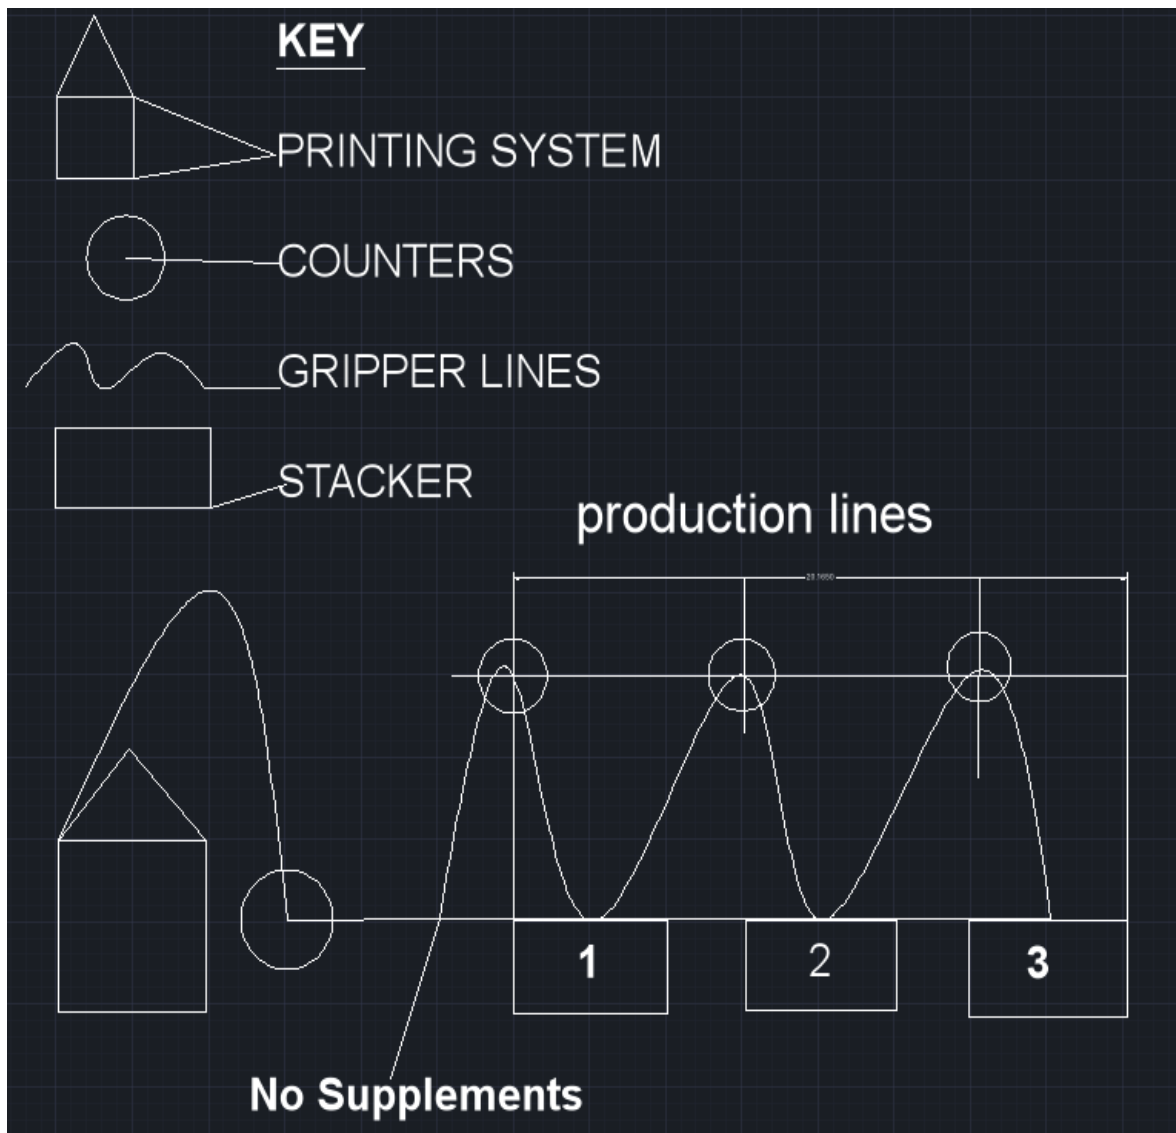 KEY
PRINTING SYSTEM
COUNTERS
GRIPPER LINES
STACKER
production lines
1
2
3
No Supplements